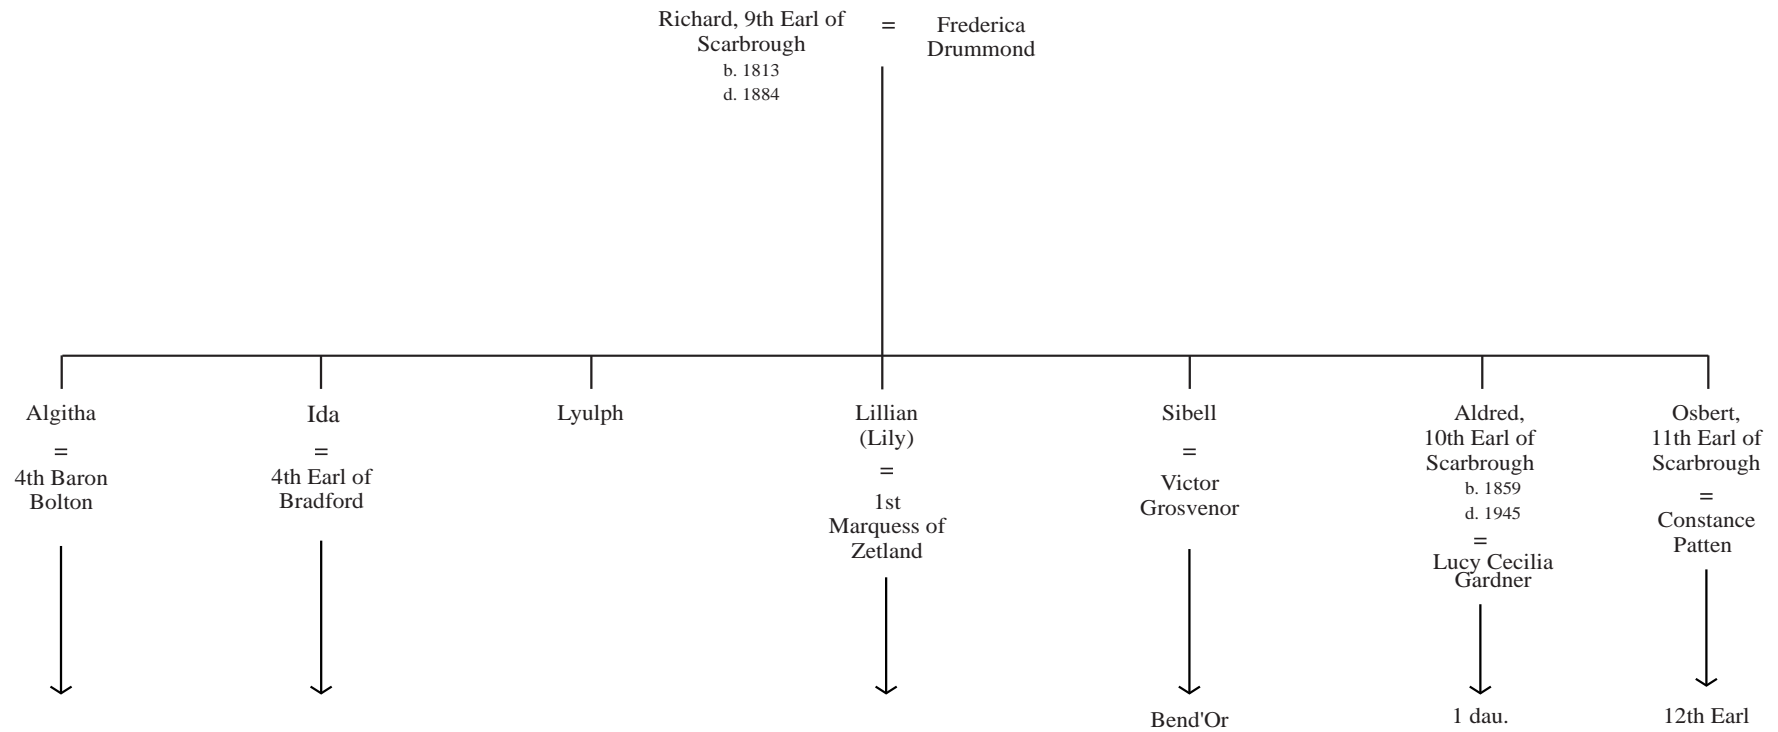 Richard, 9th Earl of
Scarbrough
b. 1813
d. 1884
=
Frederica
Drummond
Algitha
=
4th Baron
Bolton
Ida
=
4th Earl of
Bradford
Lyulph
Lillian
(Lily)
=
1st
Marquess of
Zetland
Sibell
=
Victor
Grosvenor
Bend'Or
Aldred,
10th Earl of
Scarbrough
b. 1859
d. 1945
=
Lucy Cecilia
Gardner
1 dau.
Osbert,
11th Earl of
Scarbrough
=
Constance
Patten
12th Earl